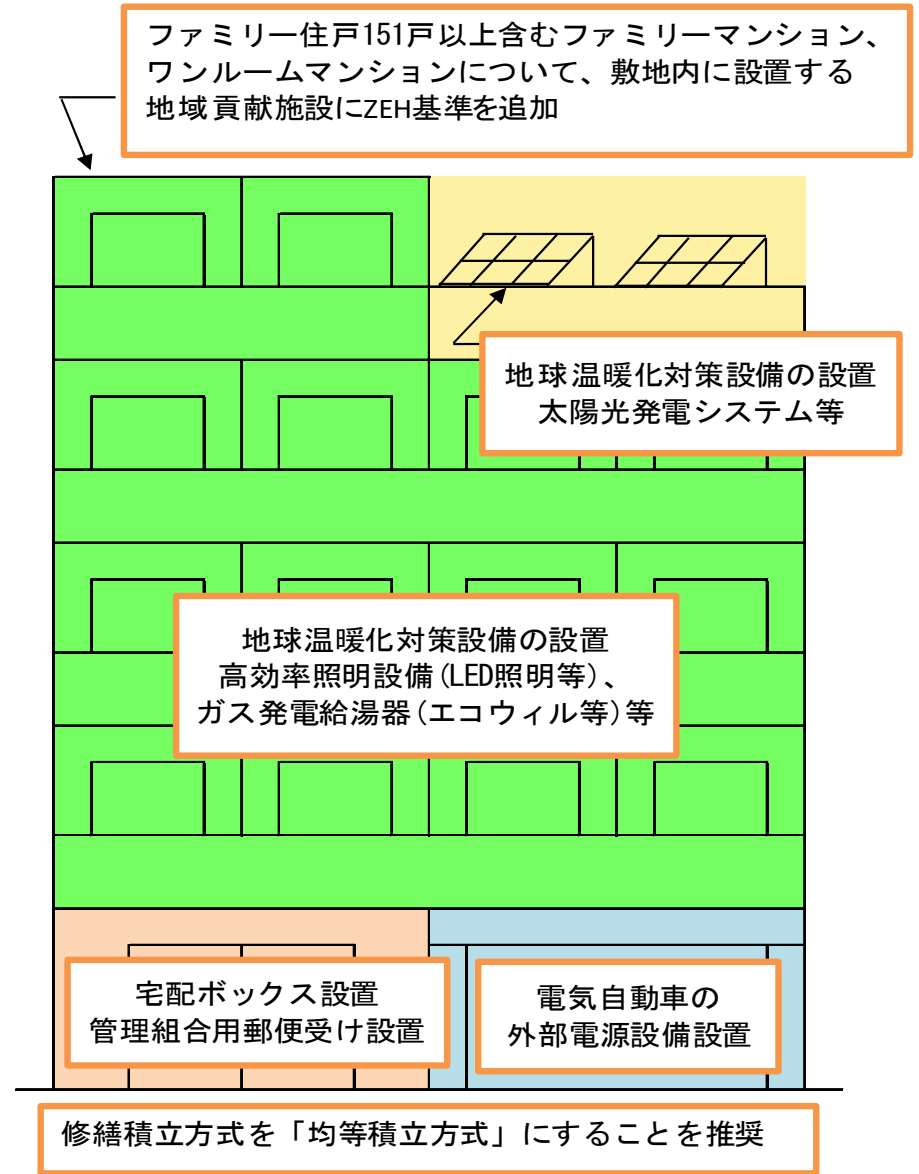 ファミリー住戸151戸以上含むファミリーマンション、
ワンルームマンションについて、敷地内に設置する
地域貢献施設にZEH基準を追加
地球温暖化対策設備の設置
太陽光発電システム等
地球温暖化対策設備の設置
高効率照明設備(LED照明等)、
ガス発電給湯器(エコウィル等)等
宅配ボックス設置
管理組合用郵便受け設置
電気自動車の
外部電源設備設置
修繕積立方式を「均等積立方式」にすることを推奨